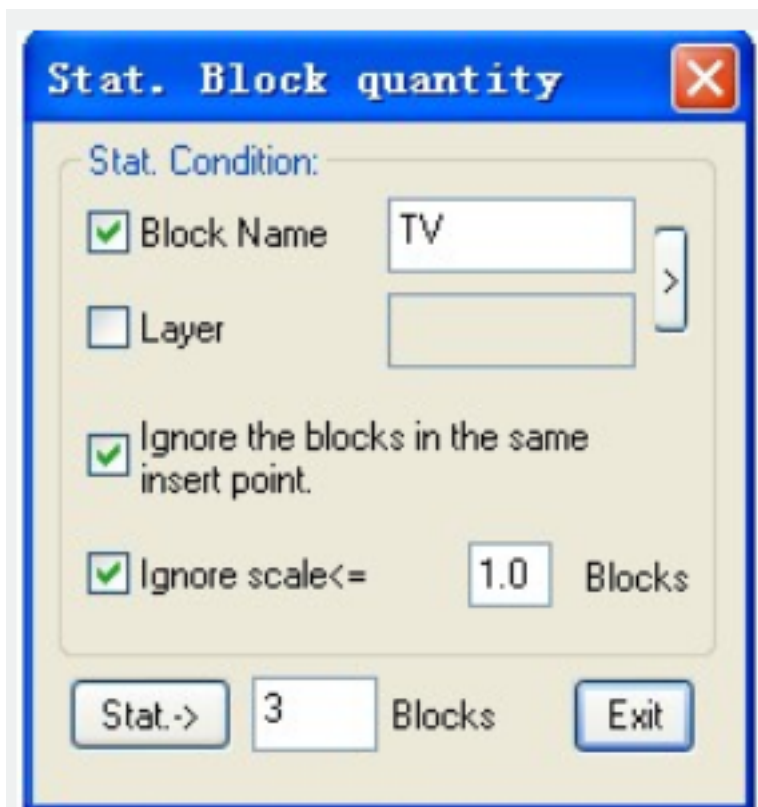 Stat. Block quantity
Stat. Condition:
Block Name TV
>
Layer
Ignore the blocks in the same
insert point.
Ignore scale<= 1.0 Blocks
Stat.-> 3 Blocks Exit